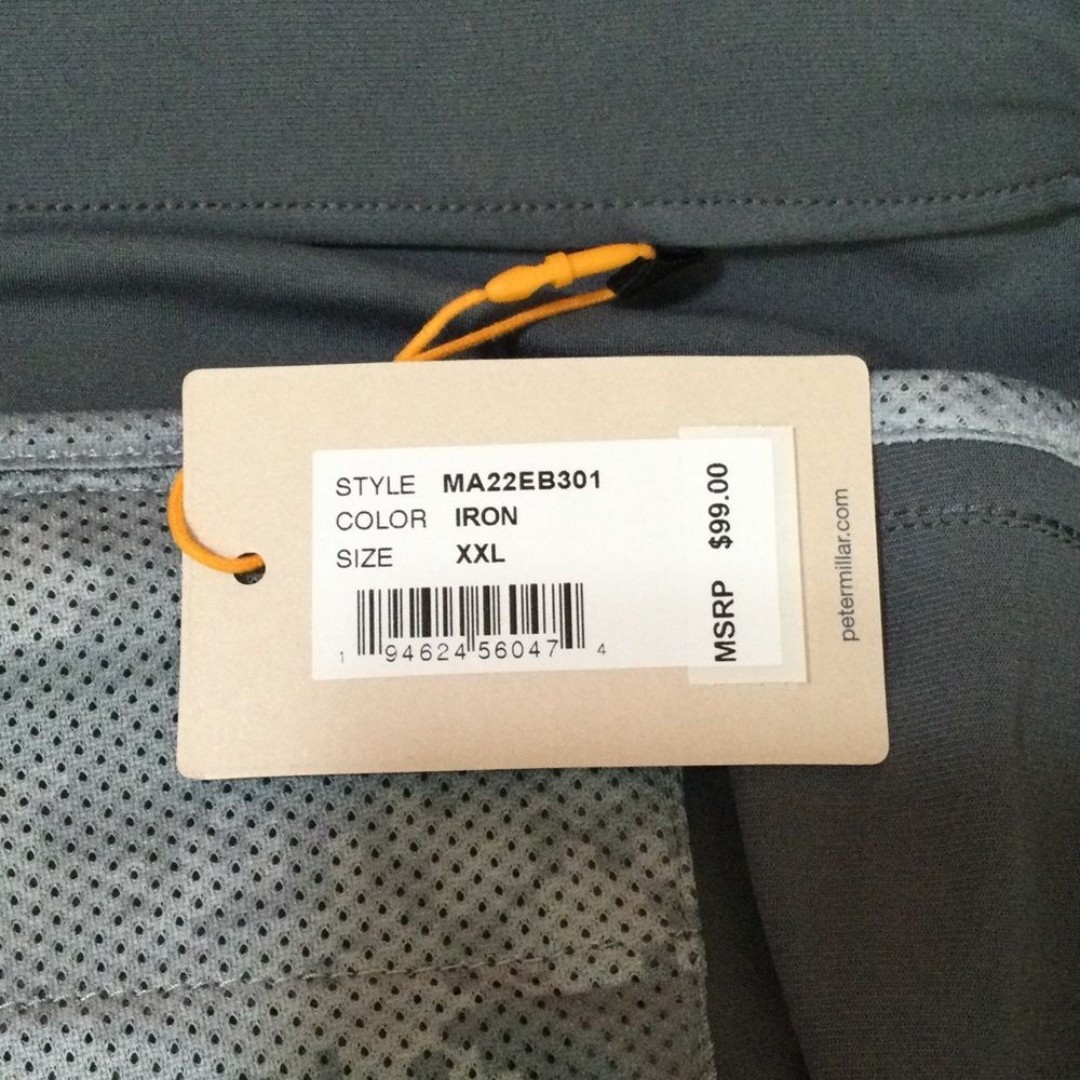 STYLE MA22EB301
COLOR IRON
SIZE XXL
1 94624 56047 4
MSRP $99.00
petermillar.com